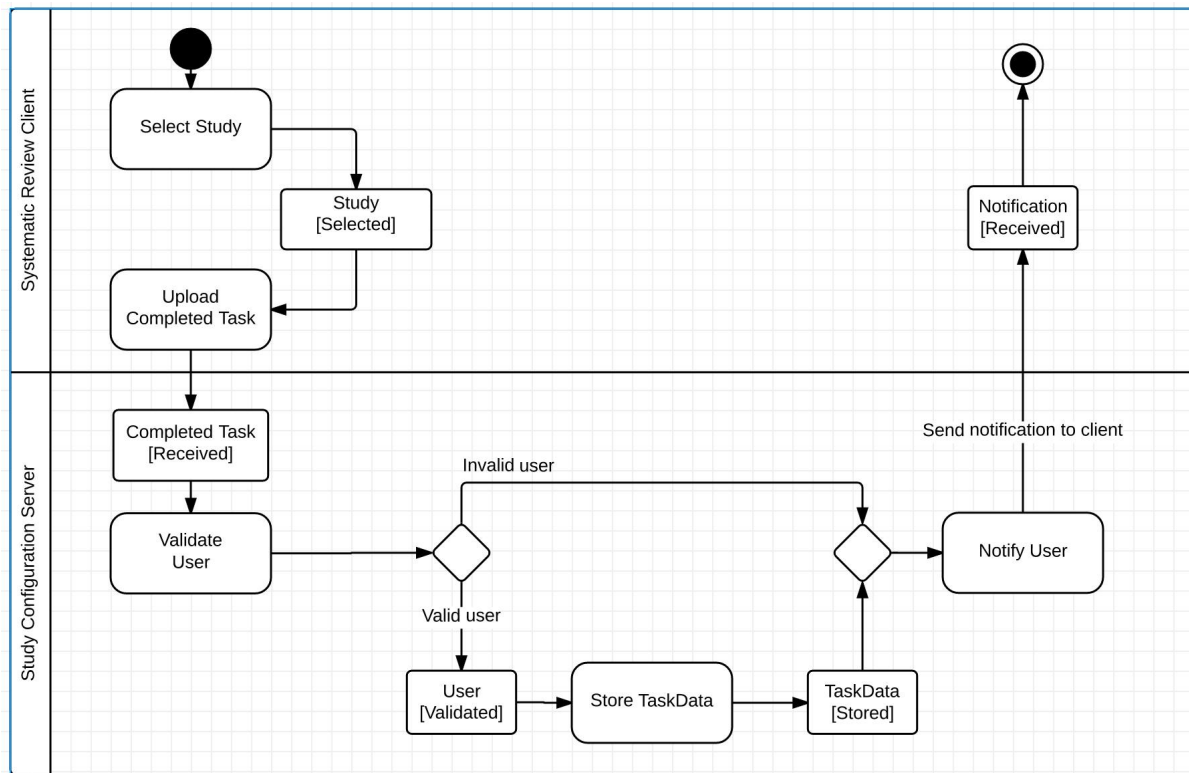 Systematic Review Client
Select Study
Study
[Selected]
Upload
Completed Task
Notification
[Received]
Study Configuration Server
Completed Task
[Received]
Validate
User
Invalid user
Valid user
User
[Validated]
Store TaskData
TaskData
[Stored]
Notify User
Send notification to client